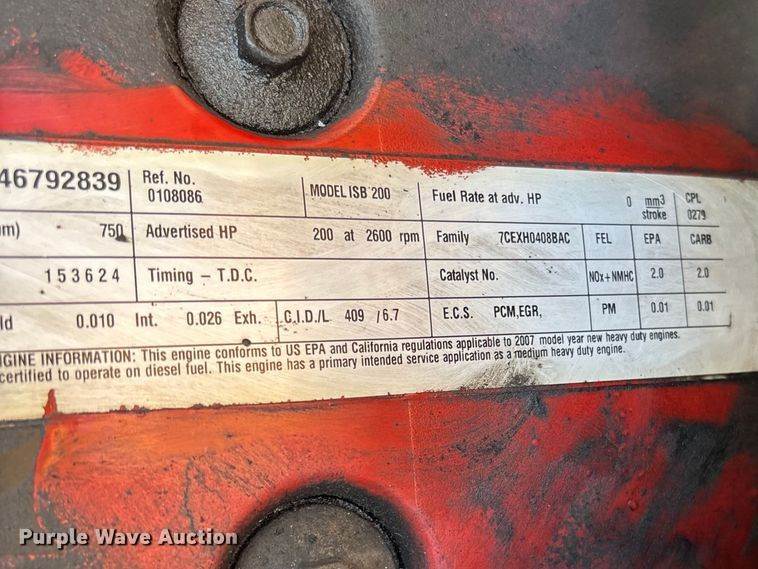 46792839 Ref. No. 0108086 MODEL ISB 200 Fuel Rate at adv. HP 0 mm3 stroke CPL 0279
m) 750 Advertised HP 200 at 2600 rpm Family 7CEXH0408BAC FEL EPA CARB
153624 Timing – T.D.C. Catalyst No. NOx+NMHC 2.0 2.0
ld 0.010 Int. 0.026 Exh. C.I.D./L 409 /6.7 E.C.S. PCM,EGR, PM 0.01 0.01
NGINE INFORMATION: This engine conforms to US EPA and California regulations applicable to 2007 model year new heavy duty engines.
certified to operate on diesel fuel. This engine has a primary intended service application as a medium heavy duty engine.
Purple Wave Auction